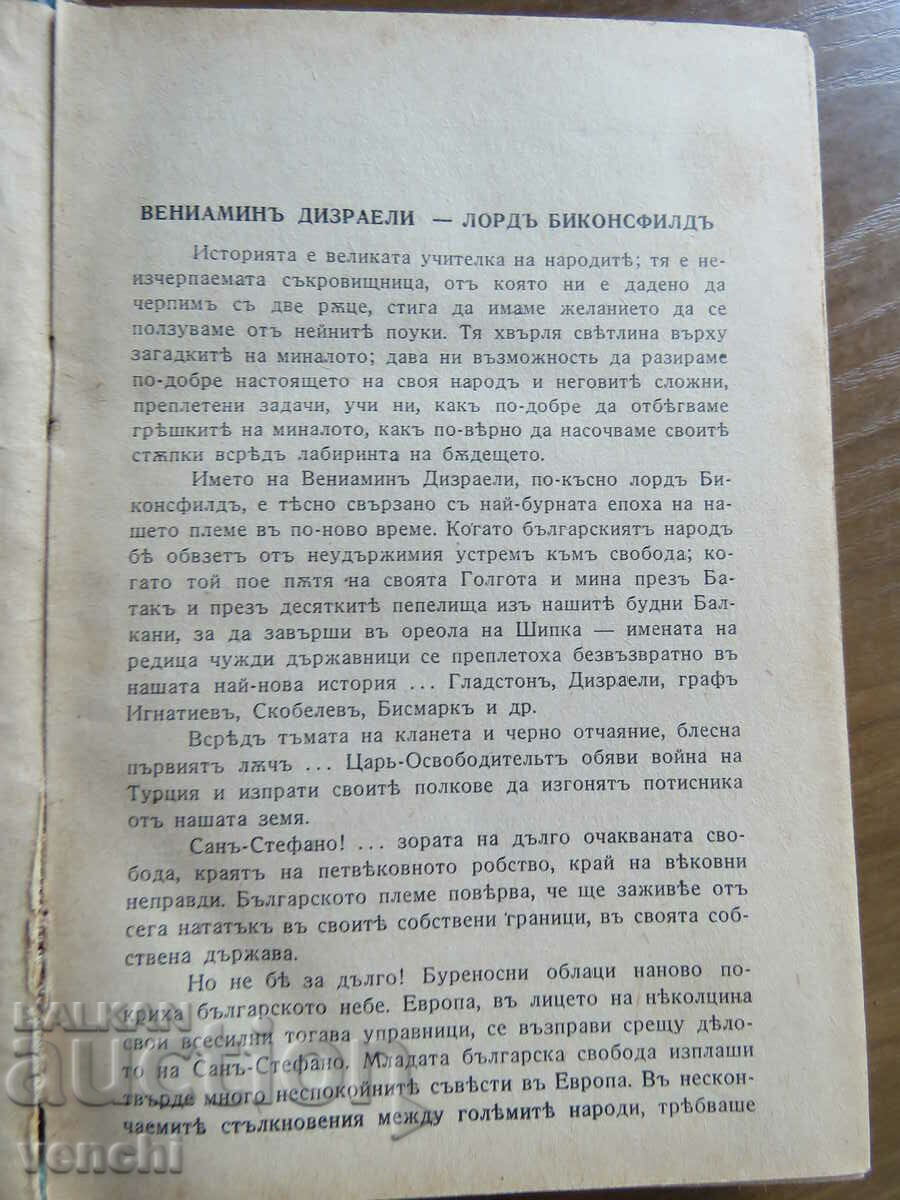 ВЕНИАМИНЪ ДИЗРАЕЛИ — ЛОРДЪ БИКОНСФИЛДЪ
Историята е великата учителка на народитѣ; тя е не-
изчерпаемата съкровищница, отъ която ни е дадено да
черпимъ съ две рѫце, стига да имаме желанието да се
ползуваме отъ нейнитѣ поуки. Тя хвърля свѣтлина върху
загадкитѣ на миналото; дава ни възможность да разираме
по-добре настоящето на своя народъ и неговитѣ сложни,
преплетени задачи, учи ни, какъ по-добре да отбѣгваме
грѣшкитѣ на миналото, какъ по-вѣрно да насочваме своитѣ
стѫпки всрѣдъ лабиринта на бѫдещето.
Името на Вениаминъ Дизраели, по-късно лордъ Би-
консфилдъ, е тѣсно свързано съ най-бурната епоха на на-
шето племе въ по-ново време. Когато българскиятъ народъ
бѣ обвзетъ отъ неудържимия устремъ къмъ свобода; ко-
гато той пое пѫтя на своята Голгота и мина презъ Ба-
такъ и презъ десяткитѣ пепелища изъ нашитѣ будни Бал-
кани, за да завърши въ ореола на Шипка — имената на
редица чужди държавници се преплетоха безвъзвратно въ
нашата най-нова история ... Гладстонъ, Дизраели, графъ
Игнатиевъ, Скобелевъ, Бисмаркъ и др.
Всрѣдъ тъмата на кланета и черно отчаяние, блесна
първиятъ лѫчъ ... Царь-Освободительтъ обяви война на
Турция и изпрати своитѣ полкове да изгонятъ потисника
отъ нашата земя.
Санъ-Стефано! ... зората на дълго очакваната сво-
бода, краятъ на петвѣковното робство, край на вѣковни
неправди. Българското племе повѣрва, че ще заживѣе отъ
сега нататъкъ въ своитѣ собствени граници, въ своята соб-
ствена държава.
Но не бѣ за дълго! Буреносни облаци наново по-
криха българското небе. Европа, въ лицето на нѣколцина
свои всесилни тогава управници, се възправи срещу дѣло-
то на Санъ-Стефано. Младата българска свобода изплаши
твърде много неспокойнитѣ съвѣсти въ Европа. Въ нескон-
чаемитѣ стълкновения между голѣмитѣ народи, трѣбваше
BALKAN
auction
venchi